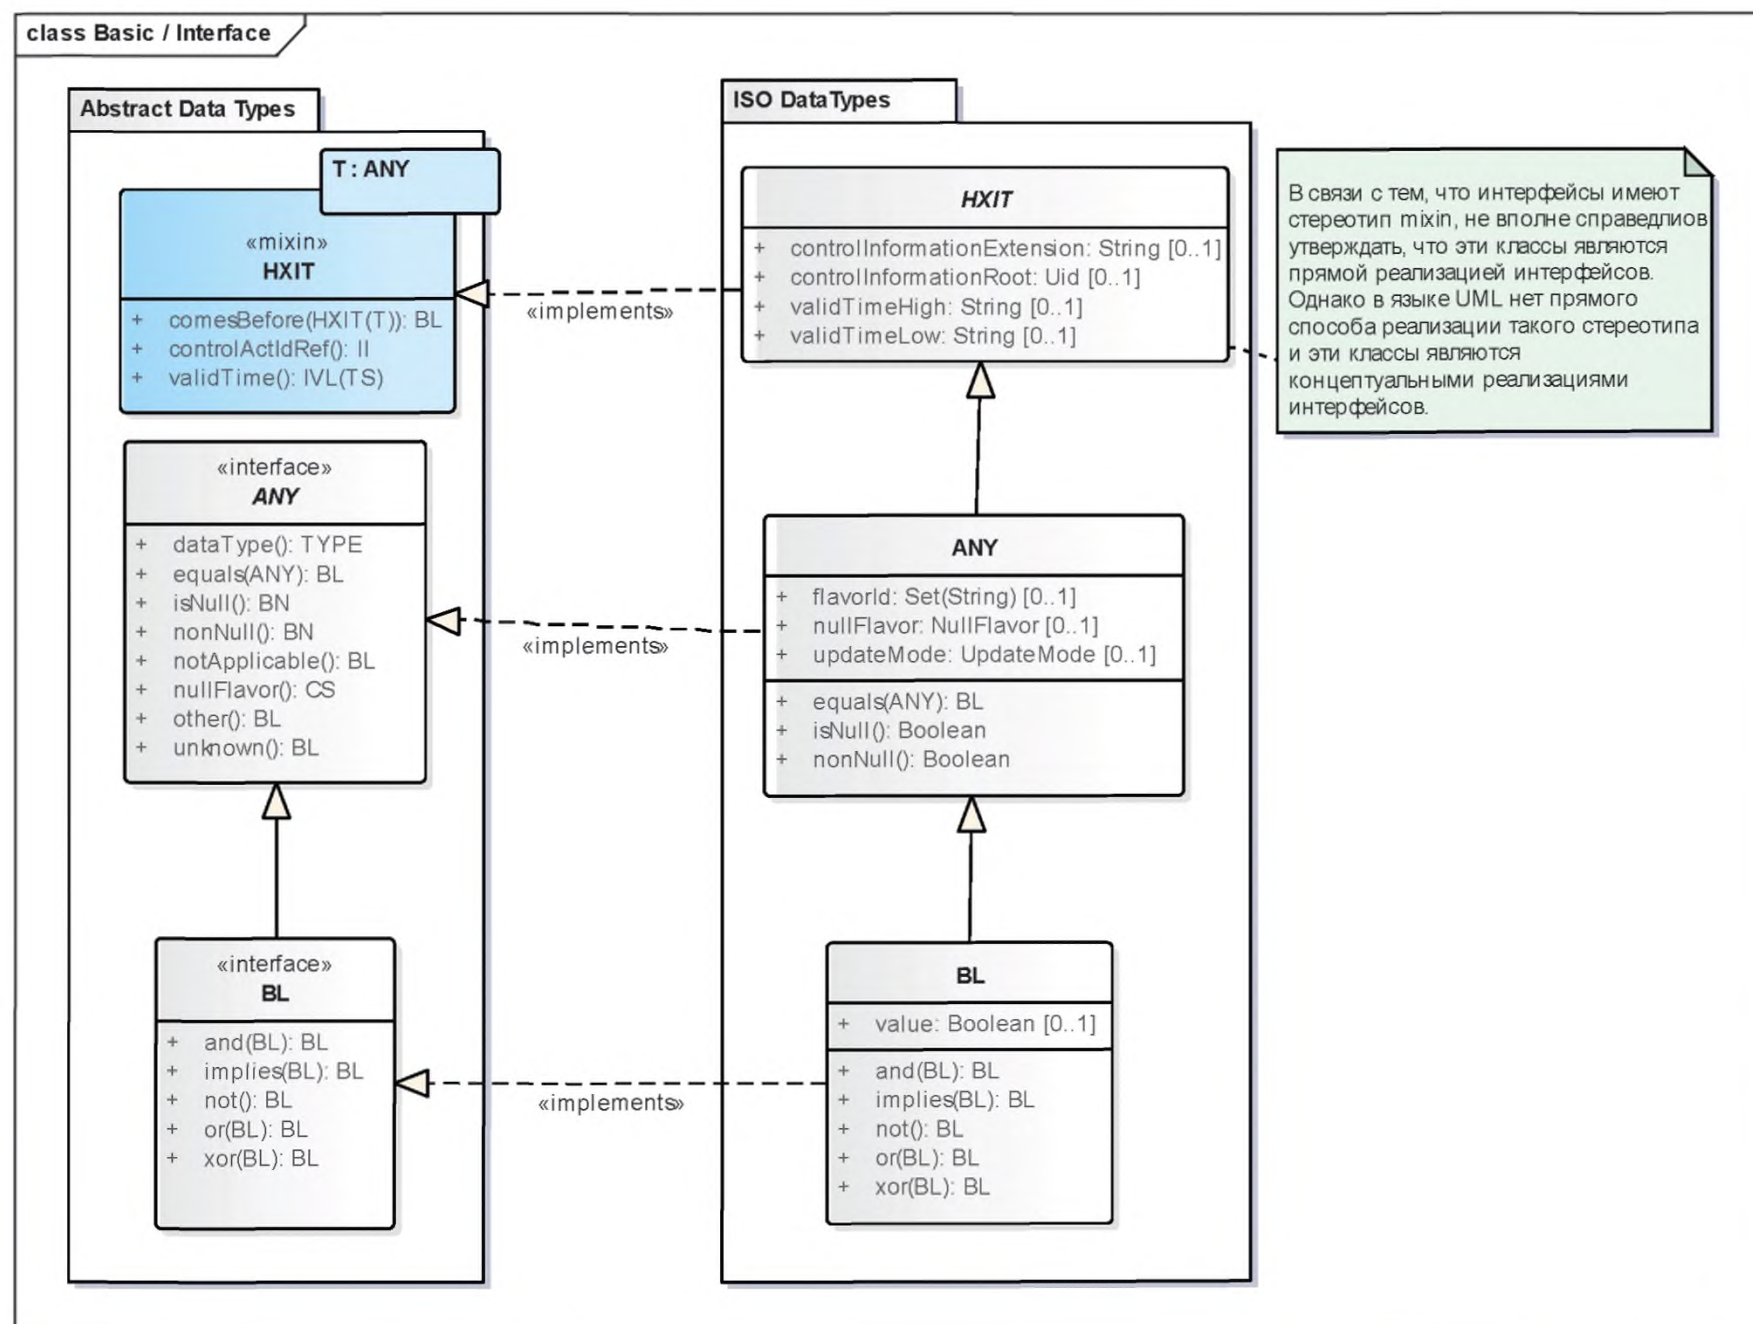 class Basic / Interface
Abstract Data Types
T : ANY
«mixin»
HXIT
+ comesBefore(HXIT(T)): BL
+ controlActIdRef(): II
+ validTime(): IVL(TS)
«interface»
ANY
+ dataType(): TYPE
+ equals(ANY): BL
+ isNull(): BN
+ nonNull(): BN
+ notApplicable(): BL
+ nullFlavor(): CS
+ other(): BL
+ unknown(): BL
«interface»
BL
+ and(BL): BL
+ implies(BL): BL
+ not(): BL
+ or(BL): BL
+ xor(BL): BL
«implements»
«implements»
«implements»
ISO DataTypes
HXIT
+ controlInformationExtension: String [0..1]
+ controlInformationRoot: Uid [0..1]
+ validTimeHigh: String [0..1]
+ validTimeLow: String [0..1]
ANY
+ flavorId: Set(String) [0..1]
+ nullFlavor: NullFlavor [0..1]
+ updateMode: UpdateMode [0..1]
+ equals(ANY): BL
+ isNull(): Boolean
+ nonNull(): Boolean
BL
+ value: Boolean [0..1]
+ and(BL): BL
+ implies(BL): BL
+ not(): BL
+ or(BL): BL
+ xor(BL): BL
В связи с тем, что интерфейсы имеют
стереотип mixin, не вполне справедлиов
утверждать, что эти классы являются
прямой реализацией интерфейсов.
Однако в языке UML нет прямого
способа реализации такого стереотипа
и эти классы являются
концептуальными реализациями
интерфейсов.